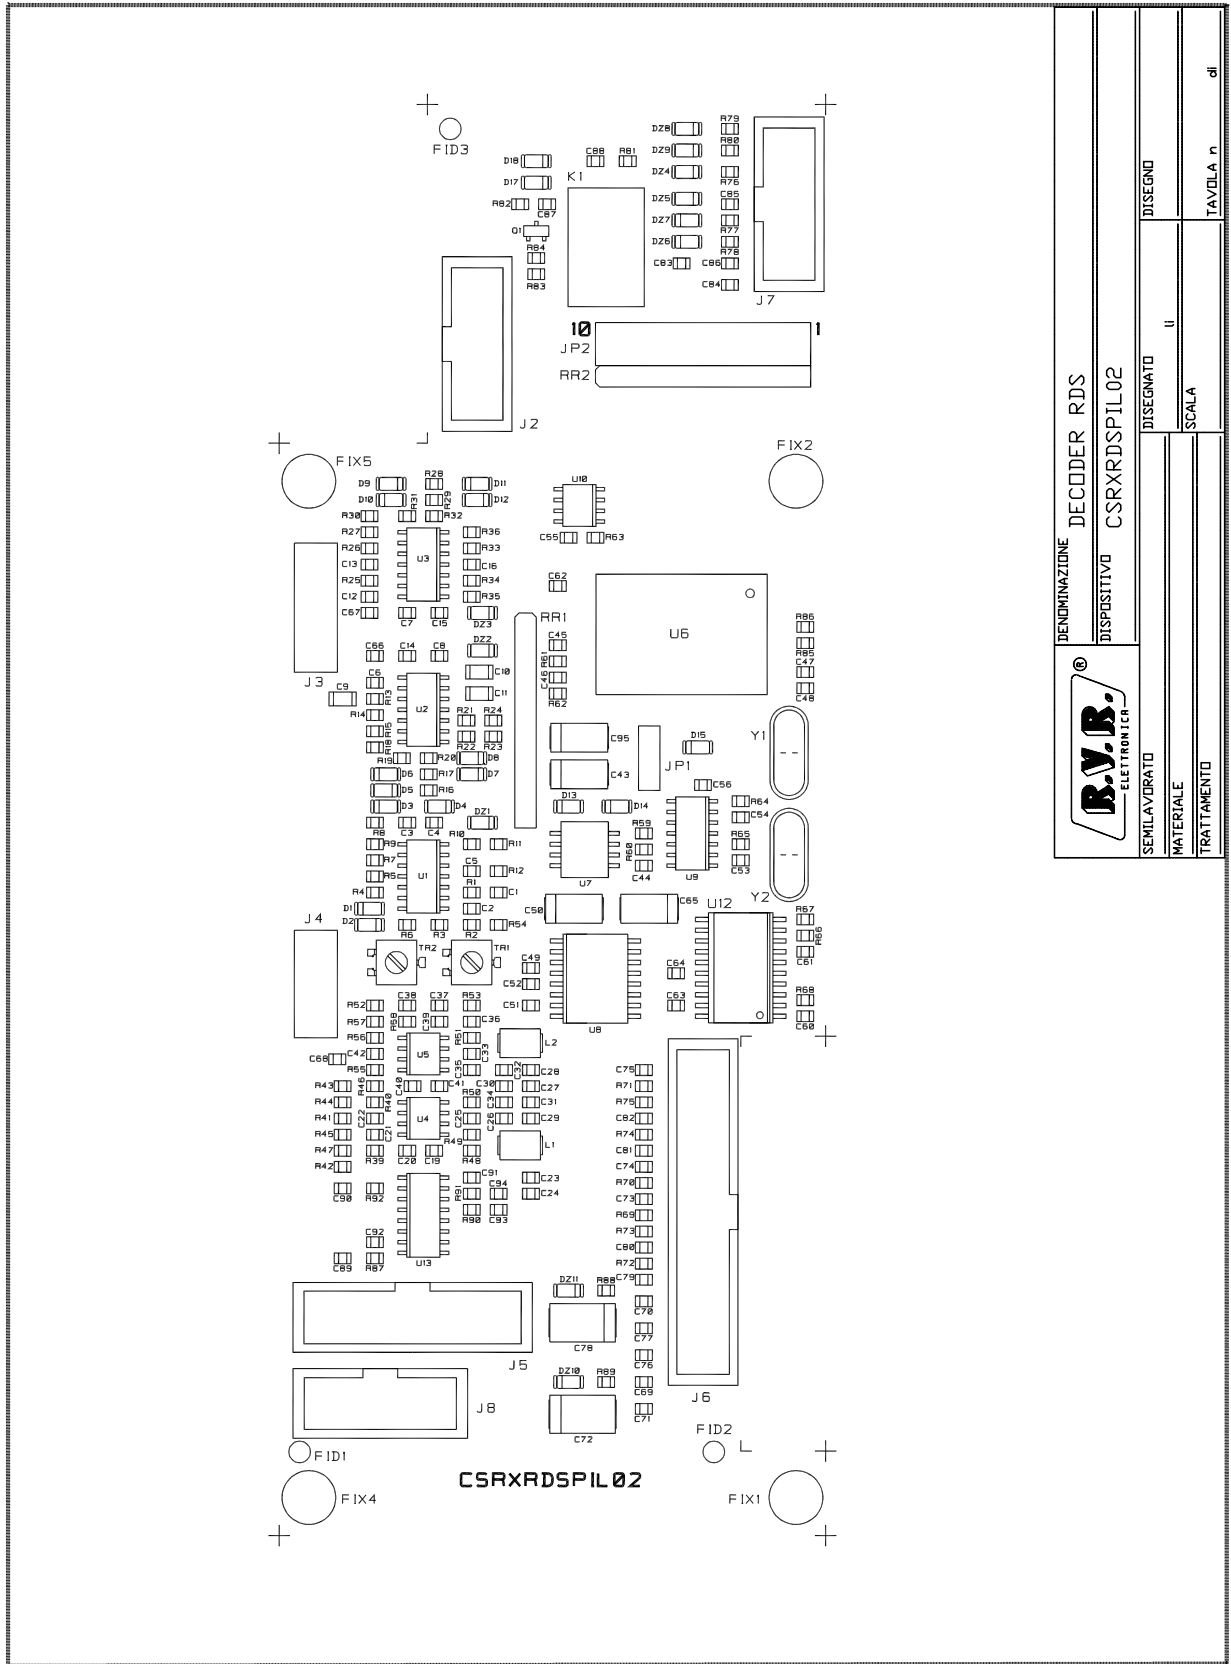 FID3
D18
D17
R82
C87
Q1
R84
R83
C88
R81
K1
DZ8
DZ9
DZ4
DZ5
DZ7
DZ6
C83
R79
R80
R76
C85
R77
R78
C86
C84
J7
10
1
JP2
RR2
J2
FIX5
FIX2
D9
R28
D11
D10
R31
R29
D12
R30
R32
R27
R36
R26
R33
C13
U3
C16
R25
R34
C12
R35
C67
C7
C15
DZ3
U10
C55
R63
C62
RR1
U6
R86
R85
C47
C48
C45
R61
C46
R62
J3
C66
C14
C8
DZ2
C6
C10
C9
R13
C11
R14
U2
R21
R24
R15
R18
R22
R23
R19
R20
D8
D6
R17
D7
D5
R16
D3
D4
R8
C3
C4
R10
DZ1
C95
C43
JP1
D15
Y1
C56
D13
D14
R64
C54
R59
R60
C44
R65
C53
U7
U9
Y2
R9
R11
R7
C5
R12
R5
U1
R1
R4
C1
D1
C2
D2
R6
R3
R2
R54
J4
TR2
TR1
C50
C65
U12
R67
R66
C61
C49
C52
C51
C64
C63
U8
R68
C60
R52
C38
C37
R53
R57
R58
C39
C36
R56
R51
C42
U5
C33
C68
R55
C35
L2
C32
C28
R43
R46
C40
C41
C30
C27
R44
R40
R50
C34
C31
R41
C22
U4
C25
C26
C29
R45
C21
R47
R49
L1
R42
R39
C20
C19
R48
C90
R92
C91
C94
C23
R91
C24
R90
C93
C92
C89
R87
U13
C75
R71
R75
C82
R74
C81
C74
R70
C73
R69
R73
C80
R72
C79
C70
C77
C76
C69
C71
DZ11
R88
C78
J5
DZ10
R89
C72
J8
J6
FID1
FID2
FIX4
FIX1
CSRXRDSPIL02
R.V.R.®
ELETTRONICA
DENOMINAZIONE DECODER RDS
DISPOSITIVO CSRXRDSPIL02
SEMILAVORATO
DISEGNATO
li
DISEGNO
MATERIALE
TRATTAMENTO
SCALA
TAVOLA n di